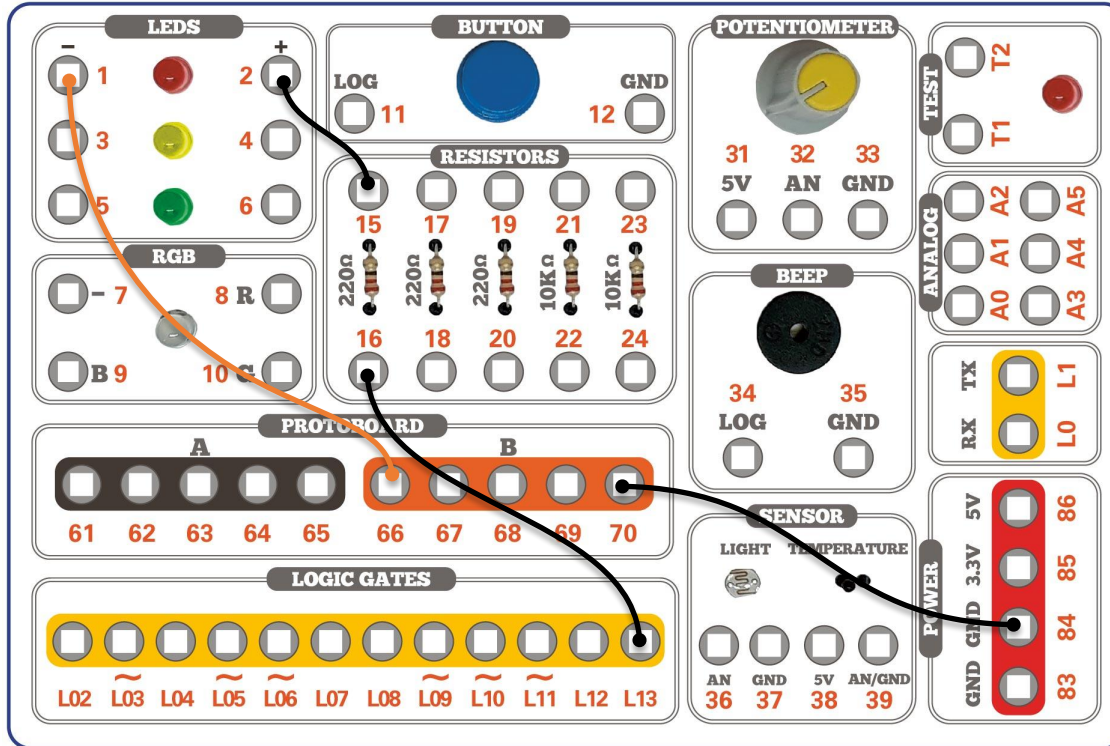 LEDS
− +
1 2
3 4
5 6
RGB
− 7 8 R
B 9 10 G
BUTTON
LOG GND
11 12
RESISTORS
15 17 19 21 23
220Ω 220Ω 220Ω 10KΩ 10KΩ
16 18 20 22 24
PROTOBOARD
A B
61 62 63 64 65 66 67 68 69 70
LOGIC GATES
~ ~ ~ ~ ~ ~
L02 L03 L04 L05 L06 L07 L08 L09 L10 L11 L12 L13
POTENTIOMETER
31 32 33
5V AN GND
BEEP
34 35
LOG GND
SENSOR
LIGHT TEMPERATURE
AN GND 5V AN/GND
36 37 38 39
TEST
T2
T1
ANALOG
A2 A5
A1 A4
A0 A3
TX L1
RX L0
POWER
5V 86
3.3V 85
GND 84
GND 83